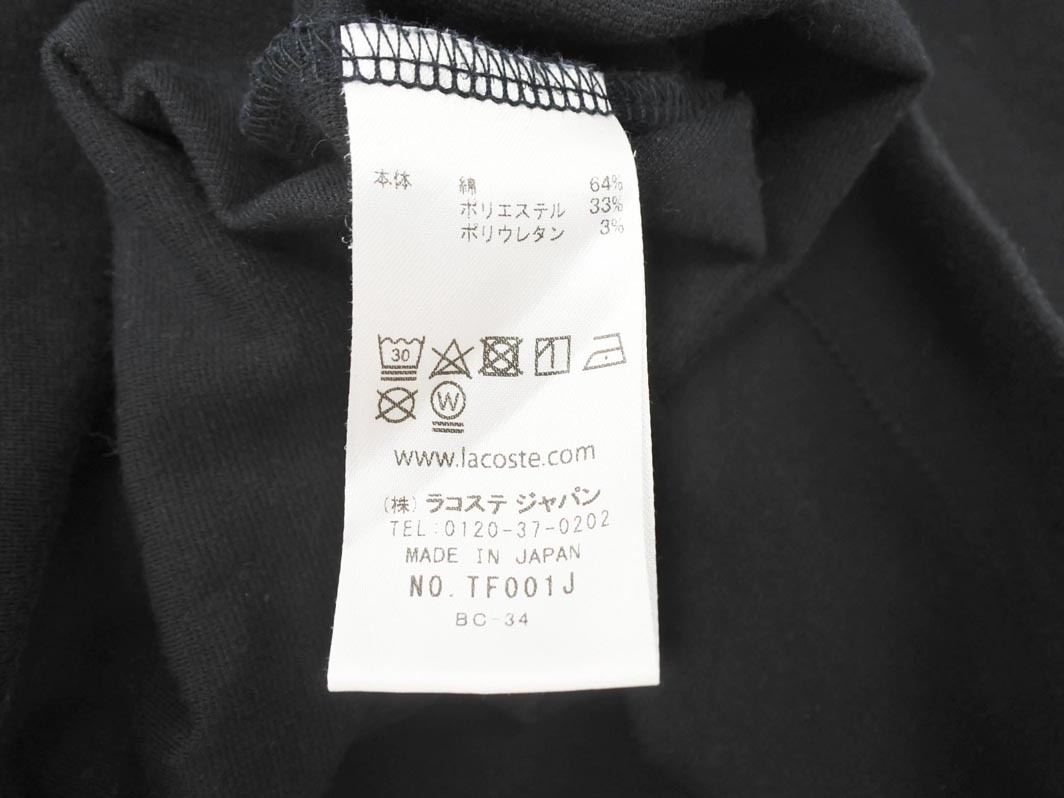 本体 綿 64%
ポリエステル 33%
ポリウレタン 3%
30
W
www.lacoste.com
(株) ラコステ ジャパン
TEL:0120-37-0202
MADE IN JAPAN
NO. TF001J
BC-34